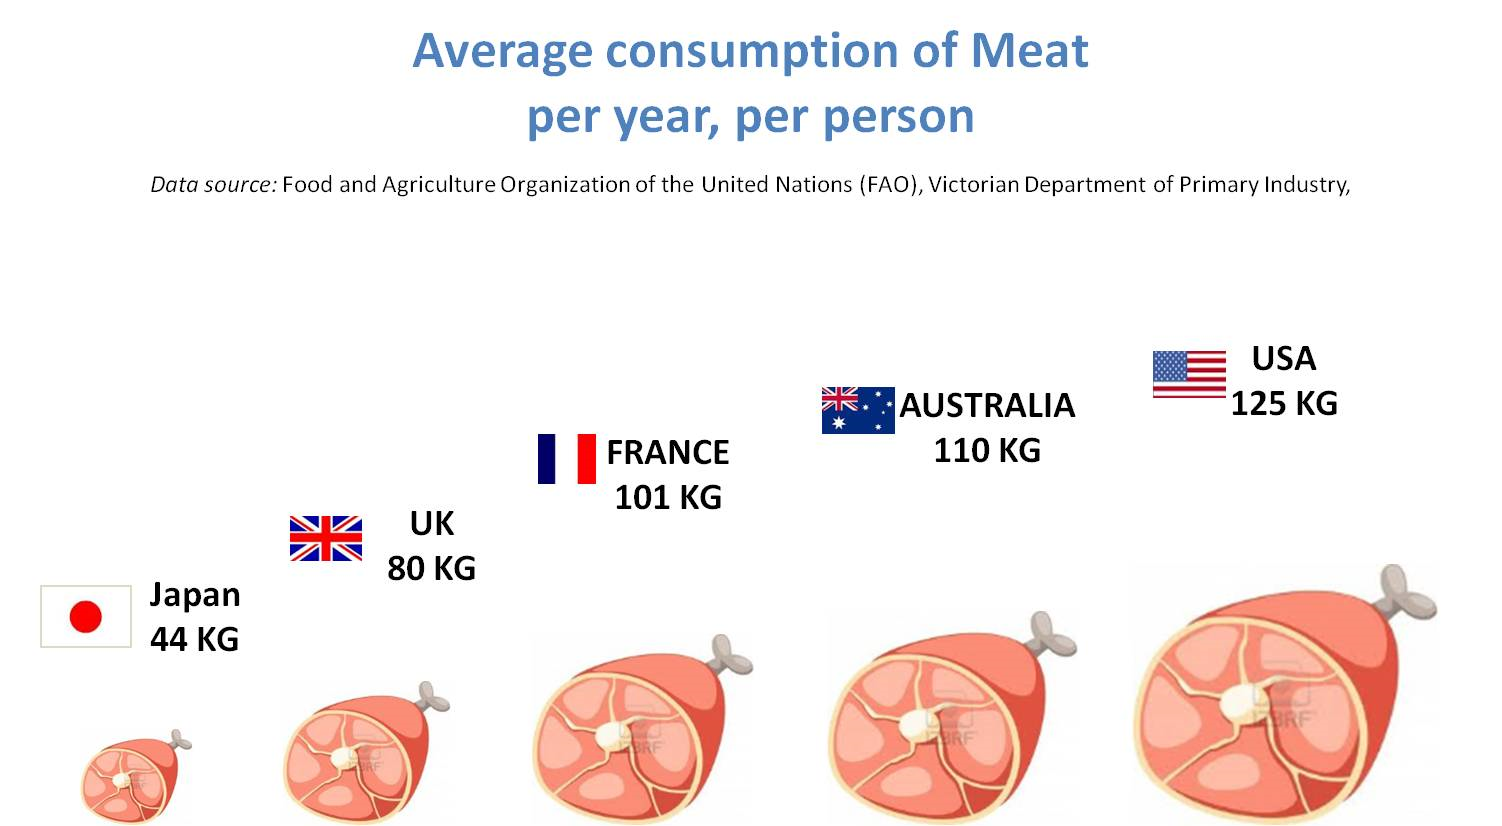 Average consumption of Meat
per year, per person
Data source: Food and Agriculture Organization of the United Nations (FAO), Victorian Department of Primary Industry,
Japan
44 KG
UK
80 KG
FRANCE
101 KG
AUSTRALIA
110 KG
USA
125 KG